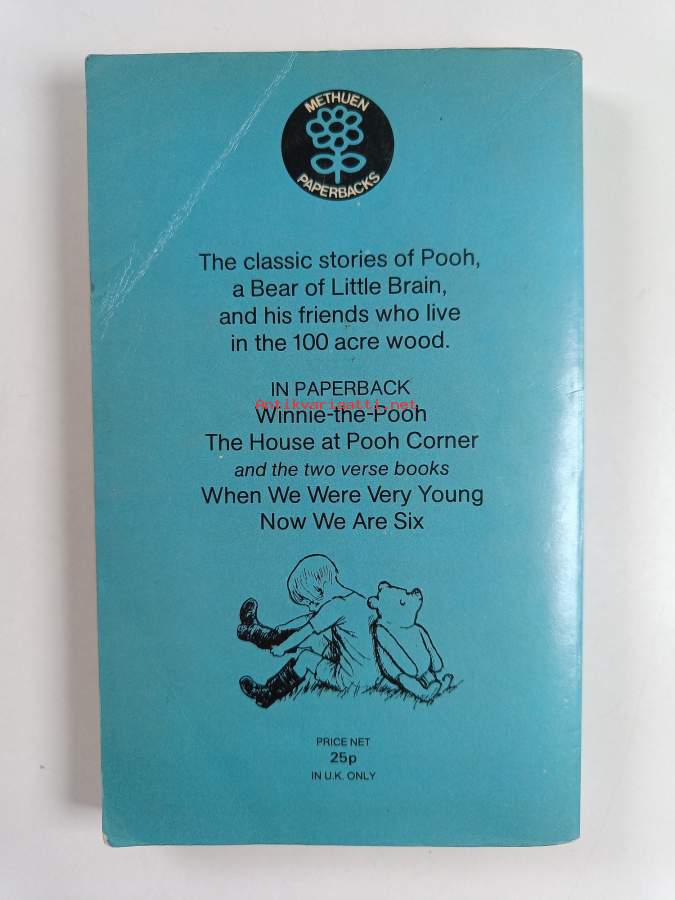 METHUEN
PAPERBACKS
The classic stories of Pooh,
a Bear of Little Brain,
and his friends who live
in the 100 acre wood.
IN PAPERBACK
Antikvariaatti.net
Winnie-the-Pooh
The House at Pooh Corner
and the two verse books
When We Were Very Young
Now We Are Six
PRICE NET
25p
IN U.K. ONLY